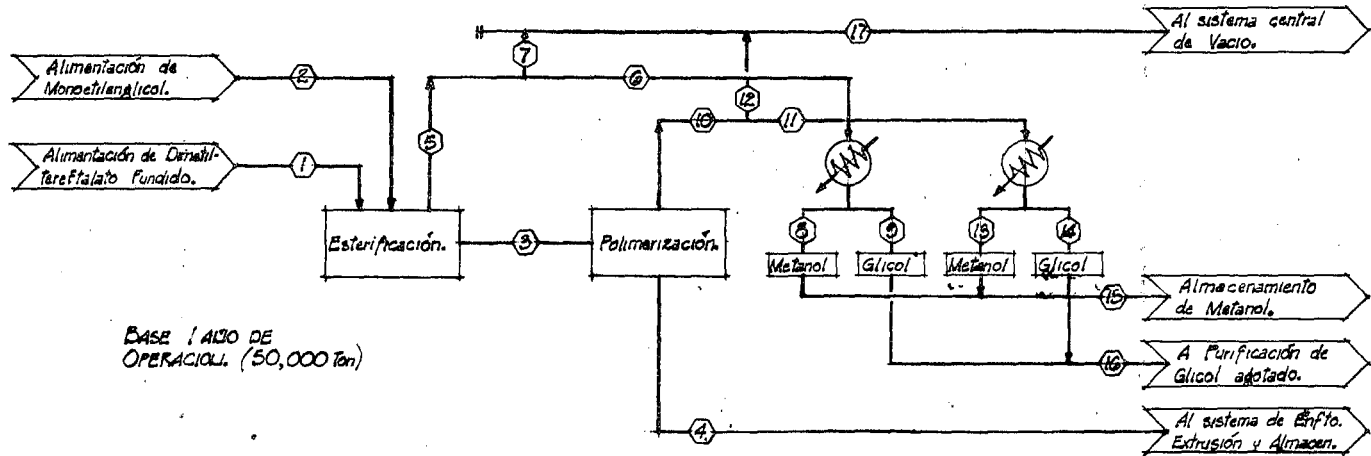 Al sistema central
de Vacio.
17
7
Alimentación de
Monoetilenglicol.
2
6
12
5
10
11
Alimentación de Dimetil-
tereftalato Fundido.
1
Esterificación.
3
Polimerización.
8
9
13
14
Metanol
Glicol
Metanol
Glicol
15
Almacenamiento
de Metanol.
BASE 1 AÑO DE
OPERACION. (50,000 Ton)
16
A Purificación de
Glicol agotado.
4
Al sistema de Enfto.
Extrusión y Almacen.